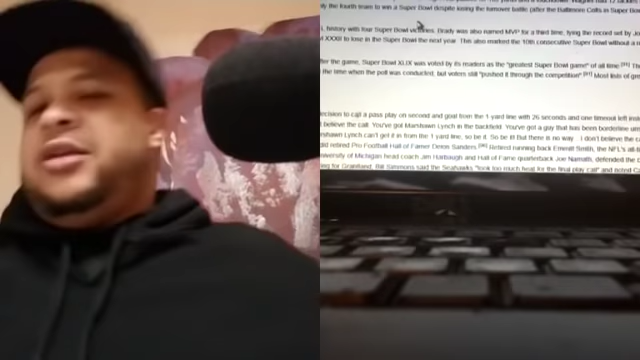 nly the fourth team to win a Super Bowl despite losing the turnover battle (after the Baltimore Colts in Super Bow
history with four Super Bowl victories. Brady was also named MVP for a third time, tying the record set by Jo
XXXII to lose in the Super Bowl the next year. This also marked the 10th consecutive Super Bowl without a
fter the game, Super Bowl XLIX was voted by its readors as the "greatest Super Bowl game" of all time. Th
the time when the poll was conducted, but voters still "pushed it through the competition" Most lists of gre
decision to call a pass play on second and goal from the 1 yard line with 26 seconds and one timeout left insi
believe the call. You've got Marshawn Lynch in the backfield. You've got a guy that has been borderline un
rshawn Lynch can't get it in from the 1 yard line, so be it. So be it! But there is no way I don't believe the ca
id retired Pro Football Hall of Famer Deion Sanders. Retired running back Emmitt Smith, the NFL's all-ti
niversity of Michigan head coach Jim Harbaugh and Hall of Fame quarterback Joe Namath, defended the
ing for Grantland, Bill Simmons said the Seahawks "look too much heat for the final play call" and noted